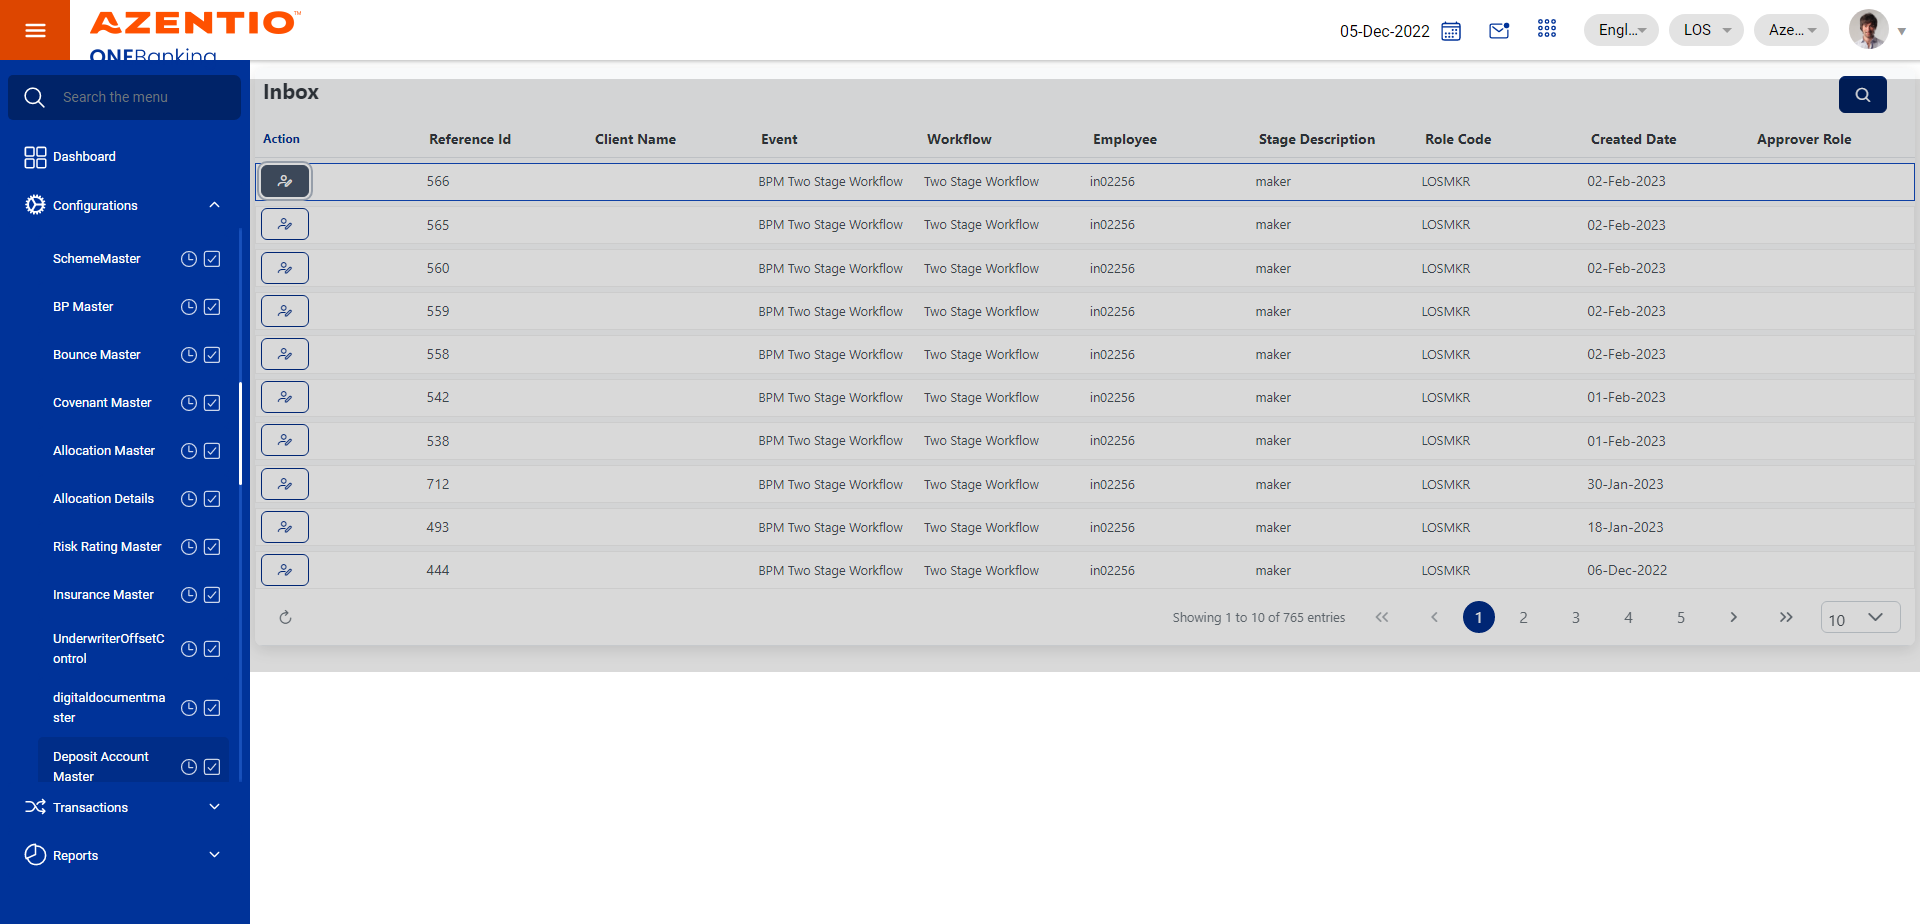 AZENTIO™
ONEBanking
05-Dec-2022
Engl...
LOS
Aze...
Search the menu
Dashboard
Configurations
SchemeMaster
BP Master
Bounce Master
Covenant Master
Allocation Master
Allocation Details
Risk Rating Master
Insurance Master
UnderwriterOffsetC
ontrol
digitaldocumentma
ster
Deposit Account
Master
Transactions
Reports
Inbox
Action Reference Id Client Name Event Workflow Employee Stage Description Role Code Created Date Approver Role
566 BPM Two Stage Workflow Two Stage Workflow in02256 maker LOSMKR 02-Feb-2023
565 BPM Two Stage Workflow Two Stage Workflow in02256 maker LOSMKR 02-Feb-2023
560 BPM Two Stage Workflow Two Stage Workflow in02256 maker LOSMKR 02-Feb-2023
559 BPM Two Stage Workflow Two Stage Workflow in02256 maker LOSMKR 02-Feb-2023
558 BPM Two Stage Workflow Two Stage Workflow in02256 maker LOSMKR 02-Feb-2023
542 BPM Two Stage Workflow Two Stage Workflow in02256 maker LOSMKR 01-Feb-2023
538 BPM Two Stage Workflow Two Stage Workflow in02256 maker LOSMKR 01-Feb-2023
712 BPM Two Stage Workflow Two Stage Workflow in02256 maker LOSMKR 30-Jan-2023
493 BPM Two Stage Workflow Two Stage Workflow in02256 maker LOSMKR 18-Jan-2023
444 BPM Two Stage Workflow Two Stage Workflow in02256 maker LOSMKR 06-Dec-2022
Showing 1 to 10 of 765 entries 1 2 3 4 5 10